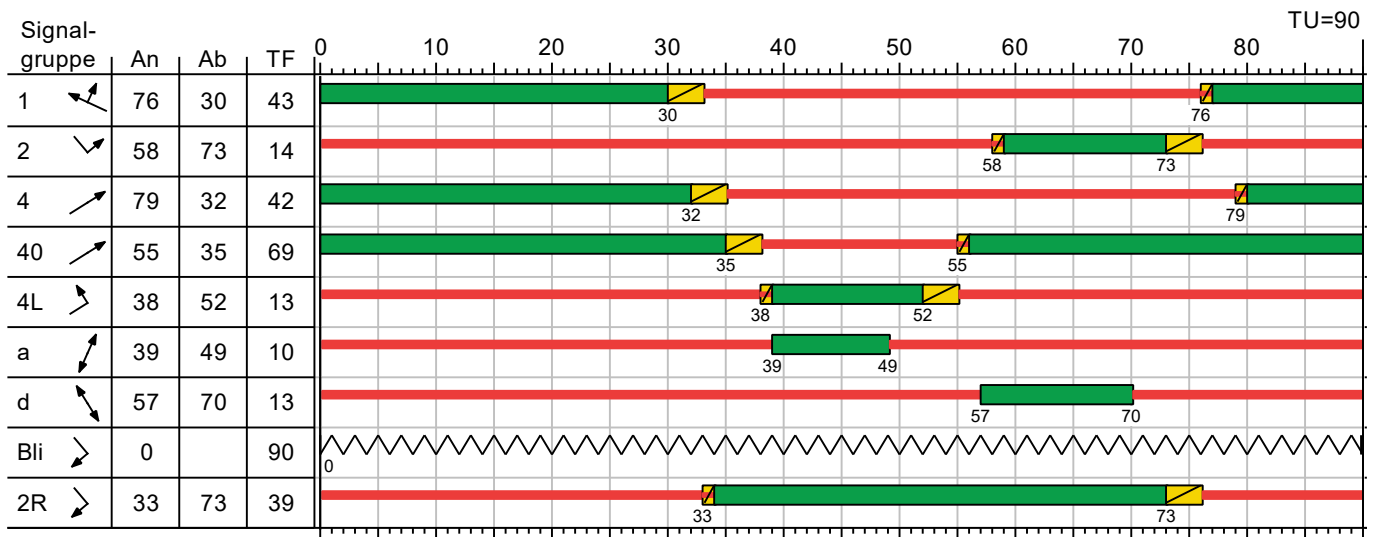 TU=90
Signal-
gruppe An Ab TF 0 10 20 30 40 50 60 70 80
1 76 30 43
30 76
2 58 73 14
58 73
4 79 32 42
32 79
40 55 35 69
35 55
4L 38 52 13
38 52
a 39 49 10
39 49
d 57 70 13
57 70
Bli 0 90
0
2R 33 73 39
33 73